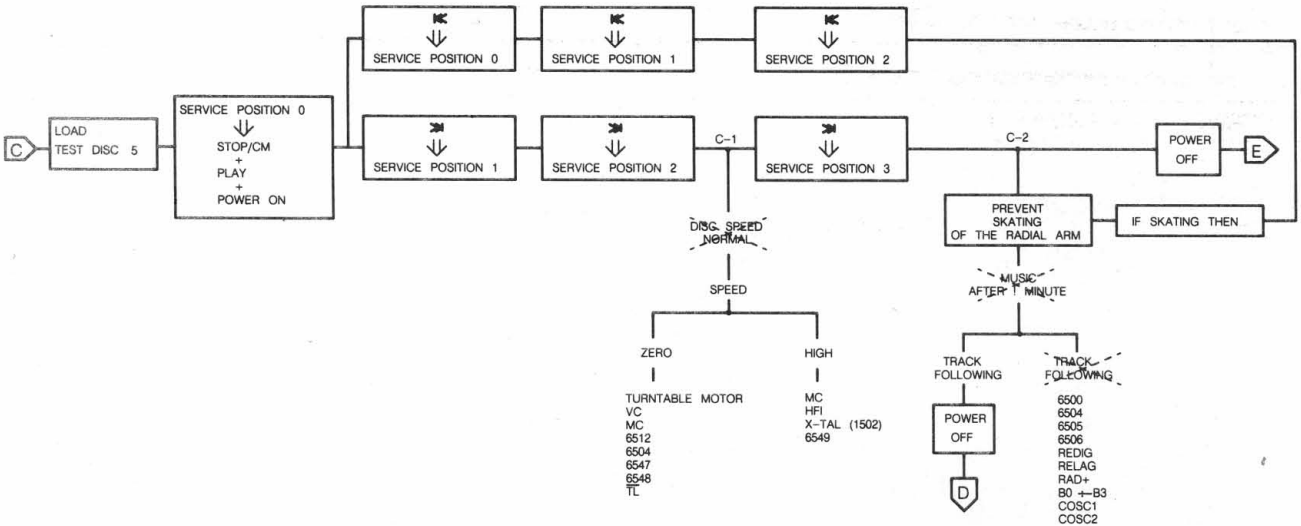 ⇓
SERVICE POSITION 0
⇓
SERVICE POSITION 1
⇓
SERVICE POSITION 2
C
LOAD
TEST DISC 5
SERVICE POSITION 0
⇓
STOP/CM
+
PLAY
+
POWER ON
⇓
SERVICE POSITION 1
⇓
SERVICE POSITION 2
C-1
⇓
SERVICE POSITION 3
C-2
POWER
OFF
E
PREVENT
SKATING
OF THE RADIAL ARM
IF SKATING THEN
DISC SPEED
NORMAL
SPEED
ZERO
TURNTABLE MOTOR
VC
MC
6512
6504
6547
6548
TL
HIGH
MC
HFI
X-TAL (1502)
6549
MUSIC
AFTER 1 MINUTE
TRACK
FOLLOWING
POWER
OFF
D
TRACK
FOLLOWING
6500
6504
6505
6506
REDIG
RELAG
RAD+
B0 ÷ B3
COSC1
COSC2